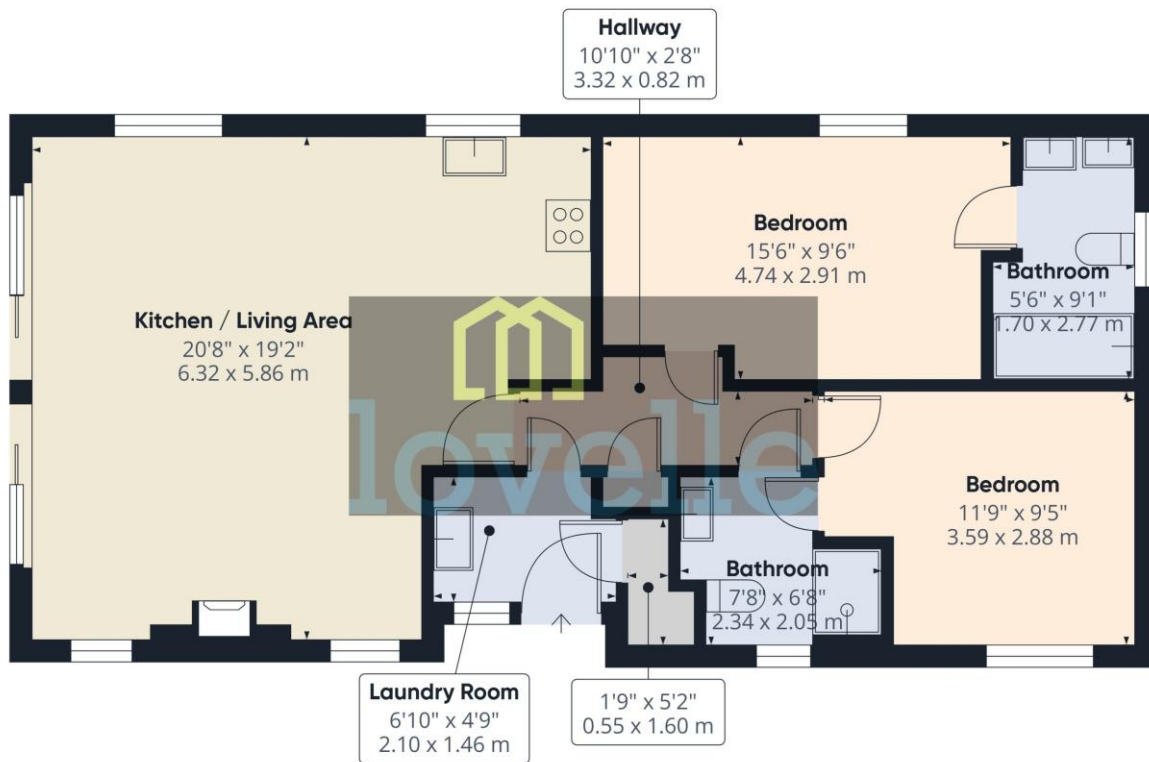 Hallway
10'10" x 2'8"
3.32 x 0.82 m
Bedroom
15'6" x 9'6"
4.74 x 2.91 m
Bathroom
5'6" x 9'1"
1.70 x 2.77 m
Kitchen / Living Area
20'8" x 19'2"
6.32 x 5.86 m
lovelle
Bedroom
11'9" x 9'5"
3.59 x 2.88 m
Bathroom
7'8" x 6'8"
2.34 x 2.05 m
Laundry Room
6'10" x 4'9"
2.10 x 1.46 m
1'9" x 5'2"
0.55 x 1.60 m